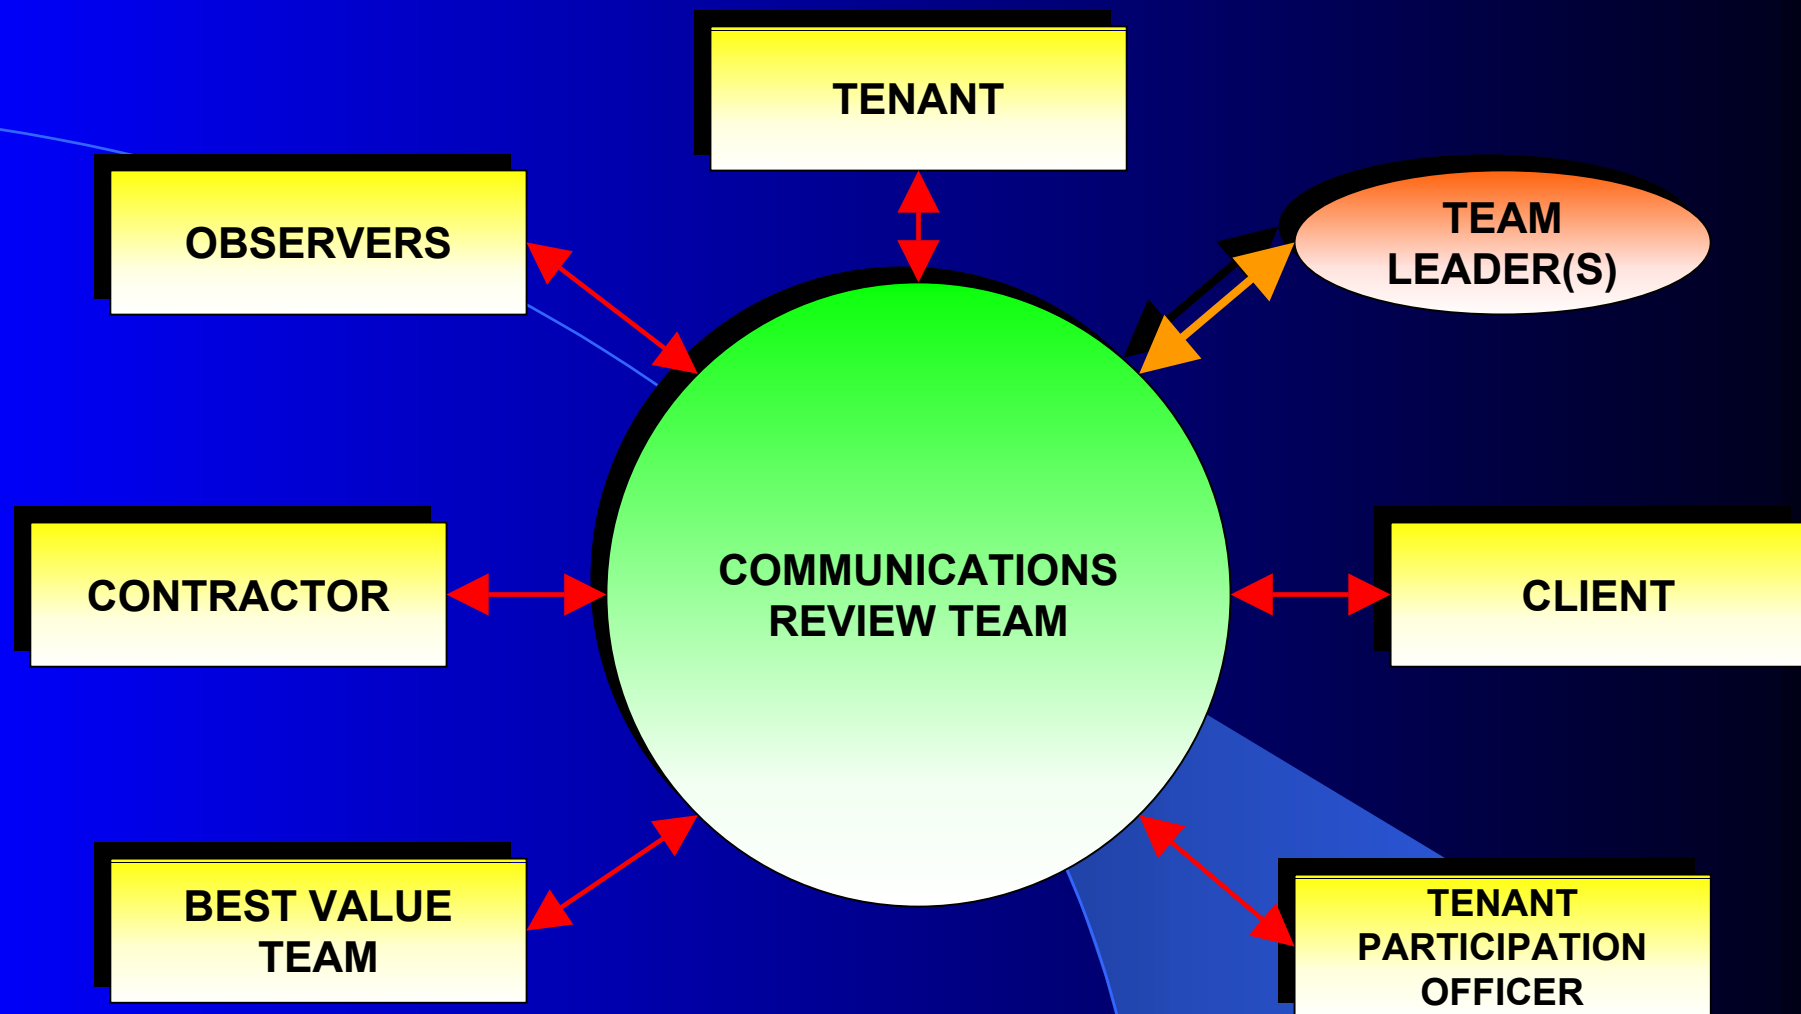 TENANT
OBSERVERS
TEAM
LEADER(S)
CONTRACTOR
COMMUNICATIONS
REVIEW TEAM
CLIENT
BEST VALUE
TEAM
TENANT
PARTICIPATION
OFFICER